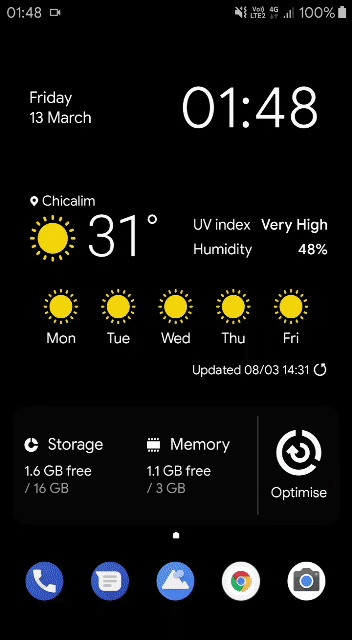 01:48
Vo)) LTE2 4G 100%
Friday
13 March
01:48
Chicalim
31°
UV index Very High
Humidity 48%
Mon Tue Wed Thu Fri
Updated 08/03 14:31
Storage
1.6 GB free
/ 16 GB
Memory
1.1 GB free
/ 3 GB
Optimise